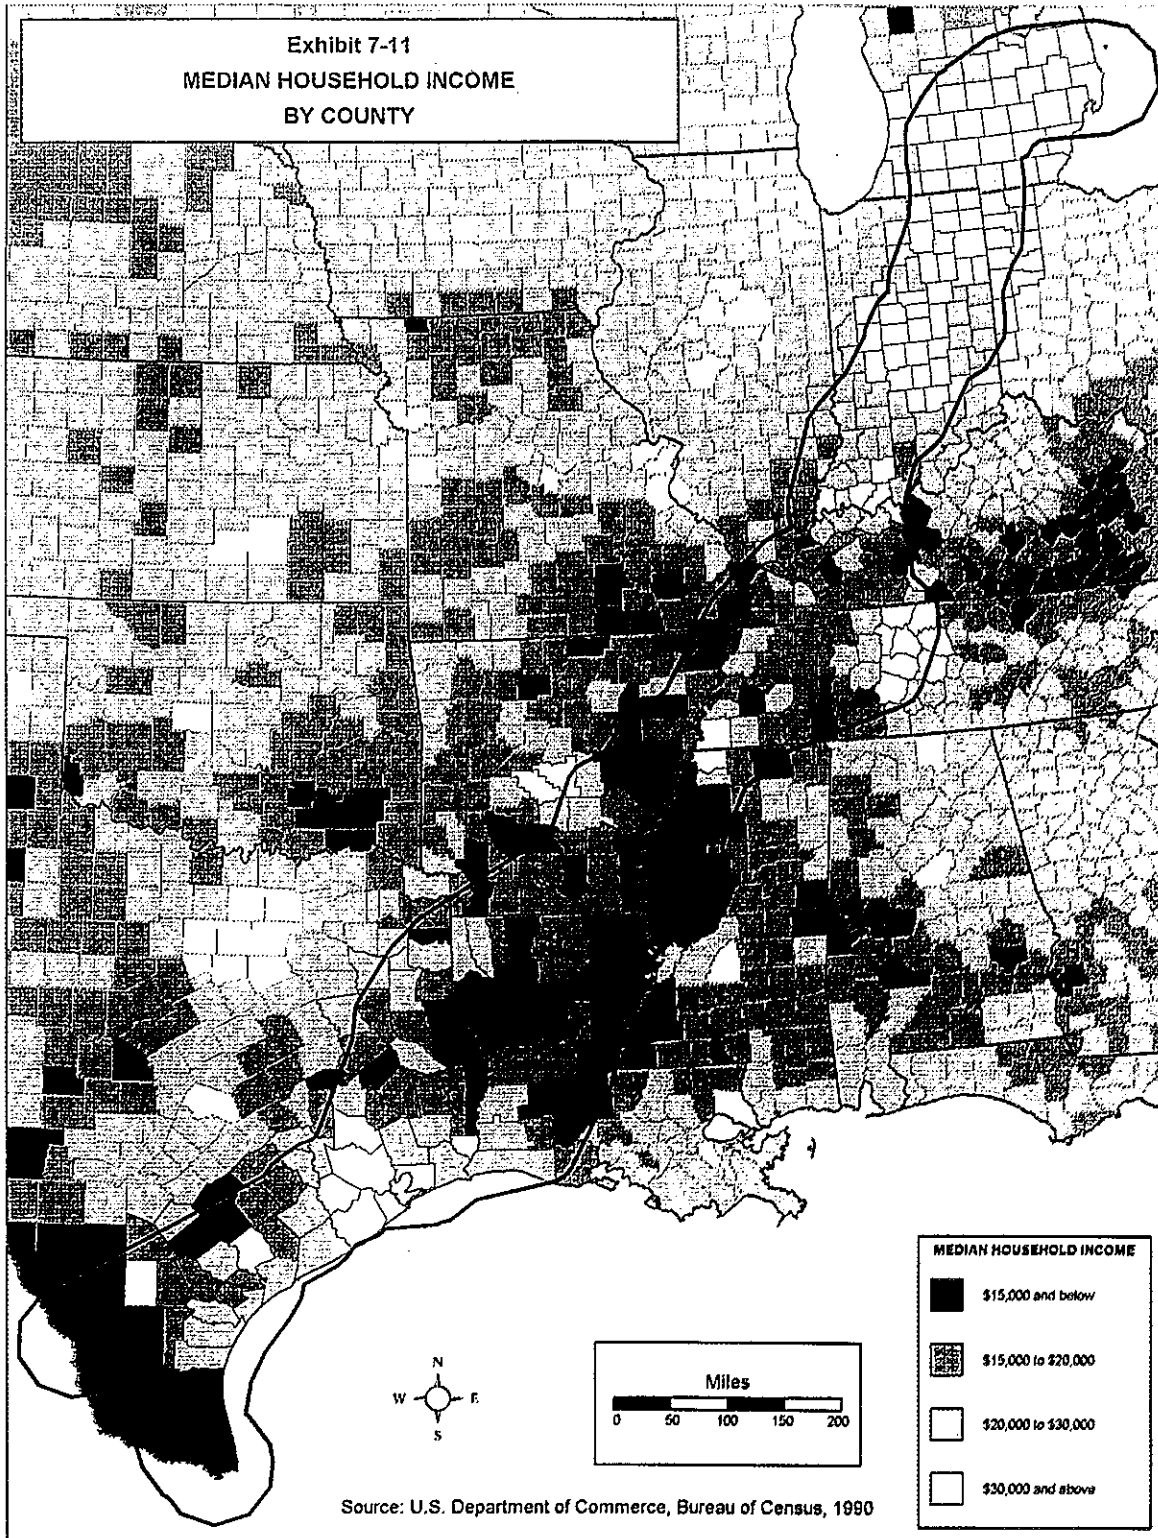 Exhibit 7-11
MEDIAN HOUSEHOLD INCOME
BY COUNTY
MEDIAN HOUSEHOLD INCOME
$15,000 and below
$15,000 to $20,000
$20,000 to $30,000
$30,000 and above
N
W E
S
Miles
0 50 100 150 200
Source: U.S. Department of Commerce, Bureau of Census, 1990